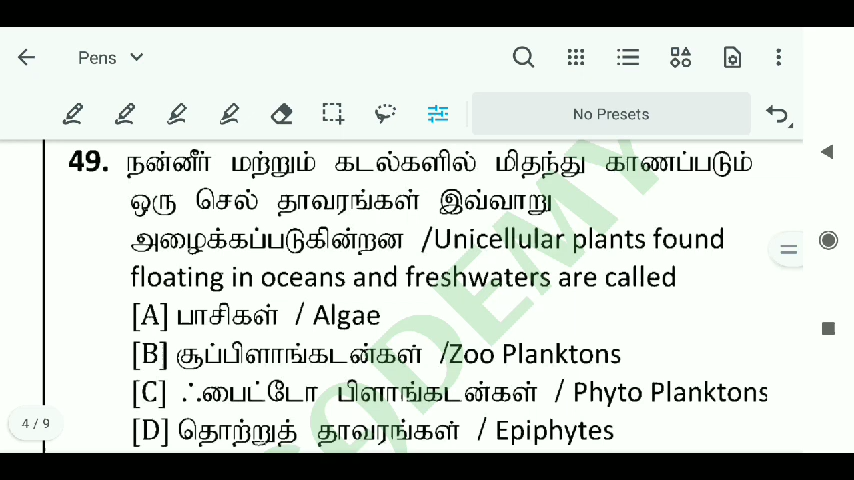 Pens
No Presets
49. நன்னீர் மற்றும் கடல்களில் மிதந்து காணப்படும்
ஒரு செல் தாவரங்கள் இவ்வாறு
அழைக்கப்படுகின்றன /Unicellular plants found
floating in oceans and freshwaters are called
[A] பாசிகள் / Algae
[B] சூப்பிளாங்கடன்கள் /Zoo Planktons
[C] ஃபைட்டோ பிளாங்கடன்கள் / Phyto Planktons
4 / 9
[D] தொற்றுத் தாவரங்கள் / Epiphytes